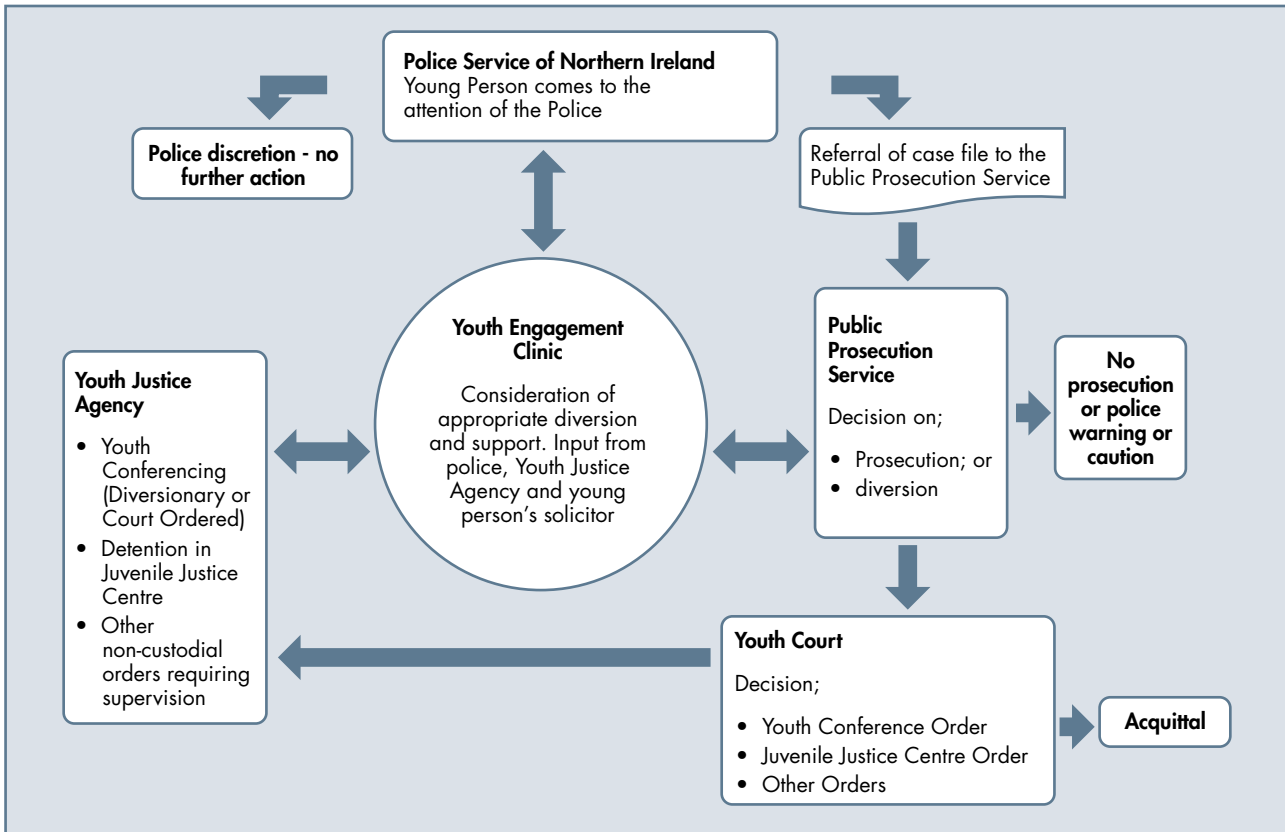 Police Service of Northern Ireland
Young Person comes to the
attention of the Police
Police discretion - no
further action
Referral of case file to the
Public Prosecution Service
Youth Engagement
Clinic
Consideration of
appropriate diversion
and support. Input from
police, Youth Justice
Agency and young
person's solicitor
Public
Prosecution
Service
Decision on;
• Prosecution; or
• diversion
No
prosecution
or police
warning or
caution
Youth Justice
Agency
• Youth
Conferencing
(Diversionary or
Court Ordered)
• Detention in
Juvenile Justice
Centre
• Other
non-custodial
orders requiring
supervision
Youth Court
Decision;
• Youth Conference Order
• Juvenile Justice Centre Order
• Other Orders
Acquittal